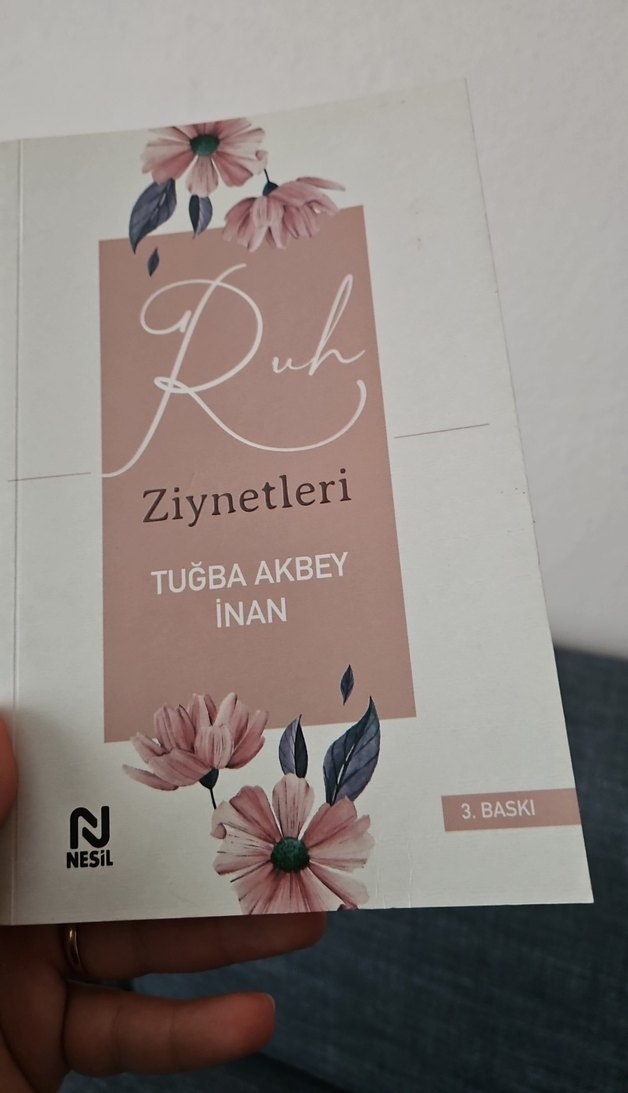 Ruh
Ziynetleri
TUĞBA AKBEY
İNAN
3. BASKI
NESİL